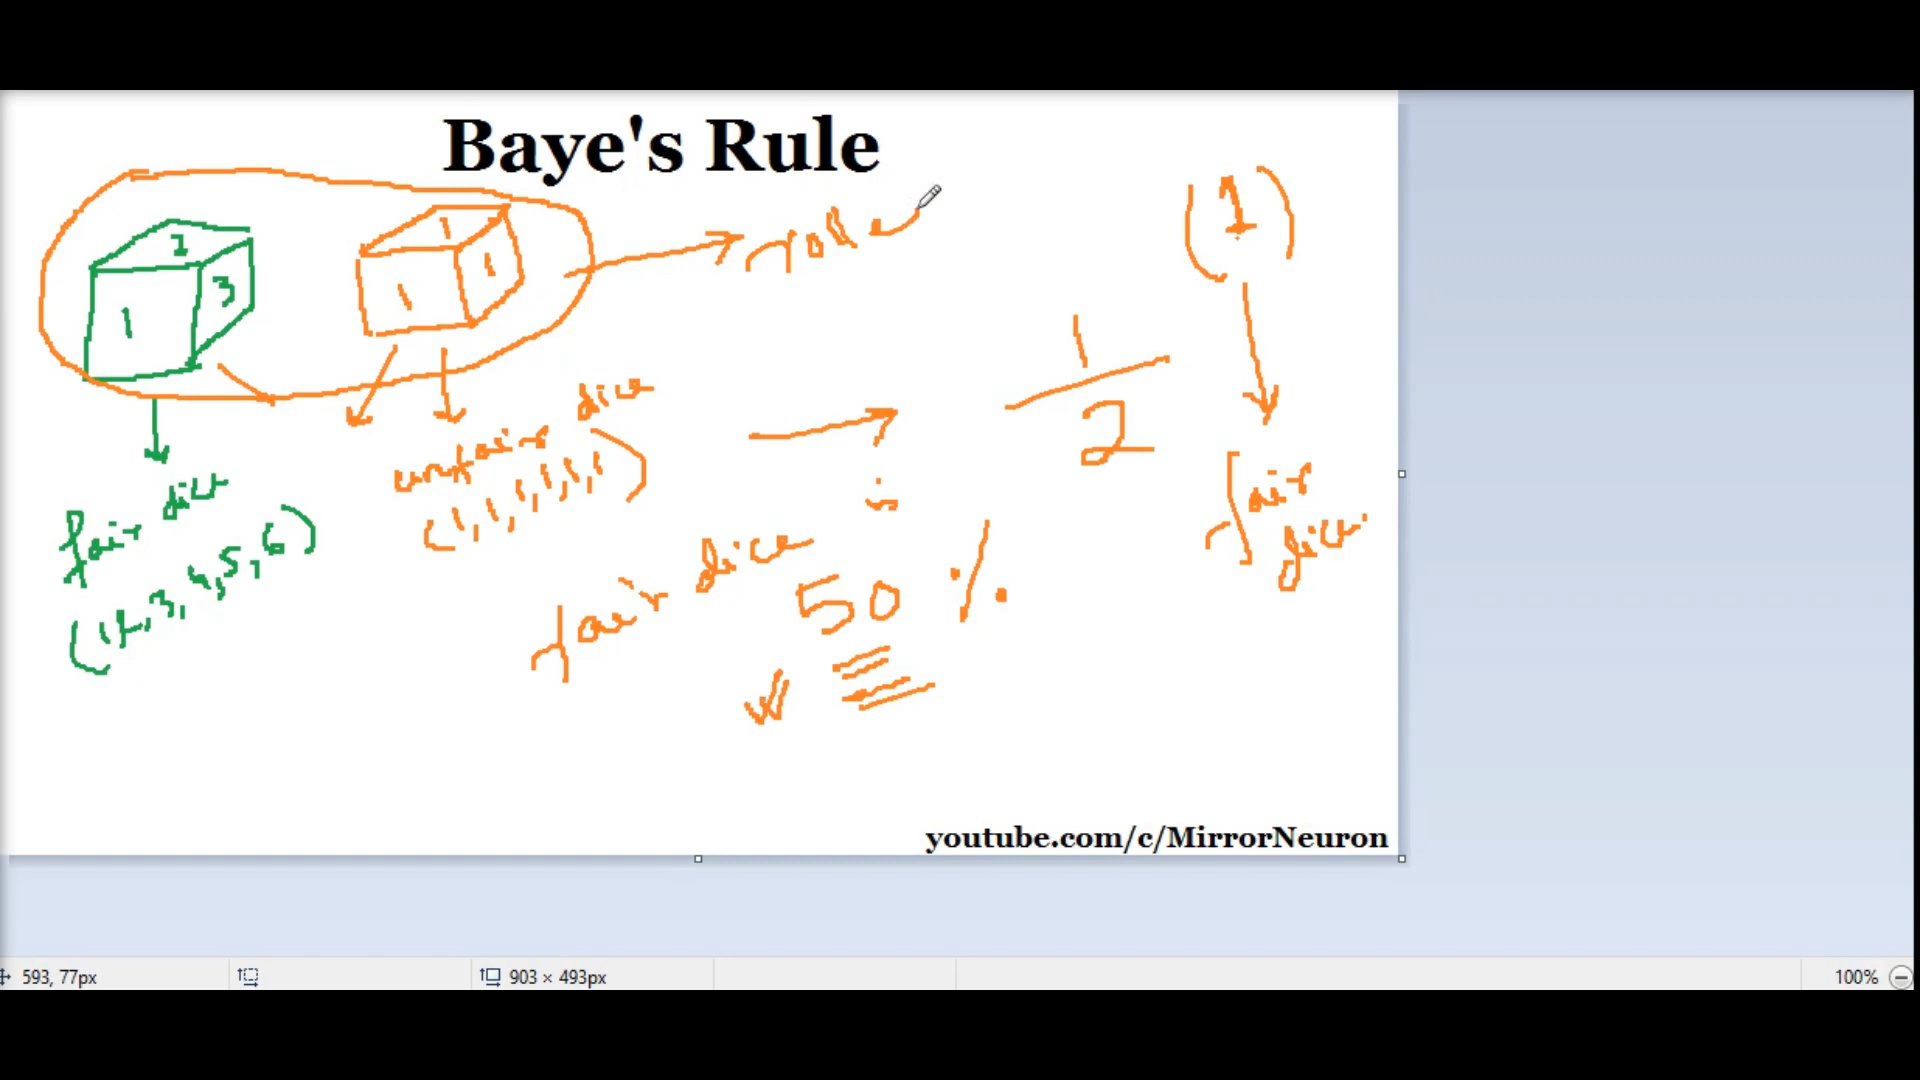 Baye's Rule
2
1
3
1
1
1
role
(1)
1
2
fair dice
(1, 2, 3, 4, 5, 6)
unfair dice
(1, 1, 1, 1, 1, 1)
fair dice
is
50 %
fair
dice
youtube.com/c/MirrorNeuron
593, 77px
903 × 493px
100%